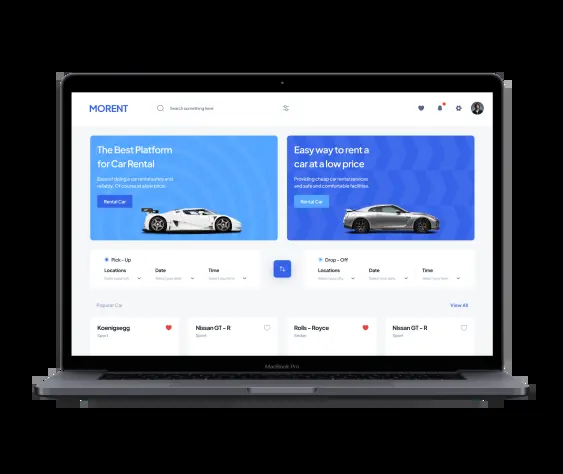 MORENT
Search something here
The Best Platform
for Car Rental
Ease of doing a car rental safely and
reliably. Of course at a low price.
Rental Car
Easy way to rent a
car at a low price
Providing cheap car rental services
and safe and comfortable facilities.
Rental Car
Pick - Up
Locations Date Time
Select your city Select your date Select your time
Drop - Off
Locations Date Time
Select your city Select your date Select your time
Popular Car
View All
Koenigsegg
Sport
Nissan GT - R
Sport
Rolls - Royce
Sedan
Nissan GT - R
Sport
MacBook Pro